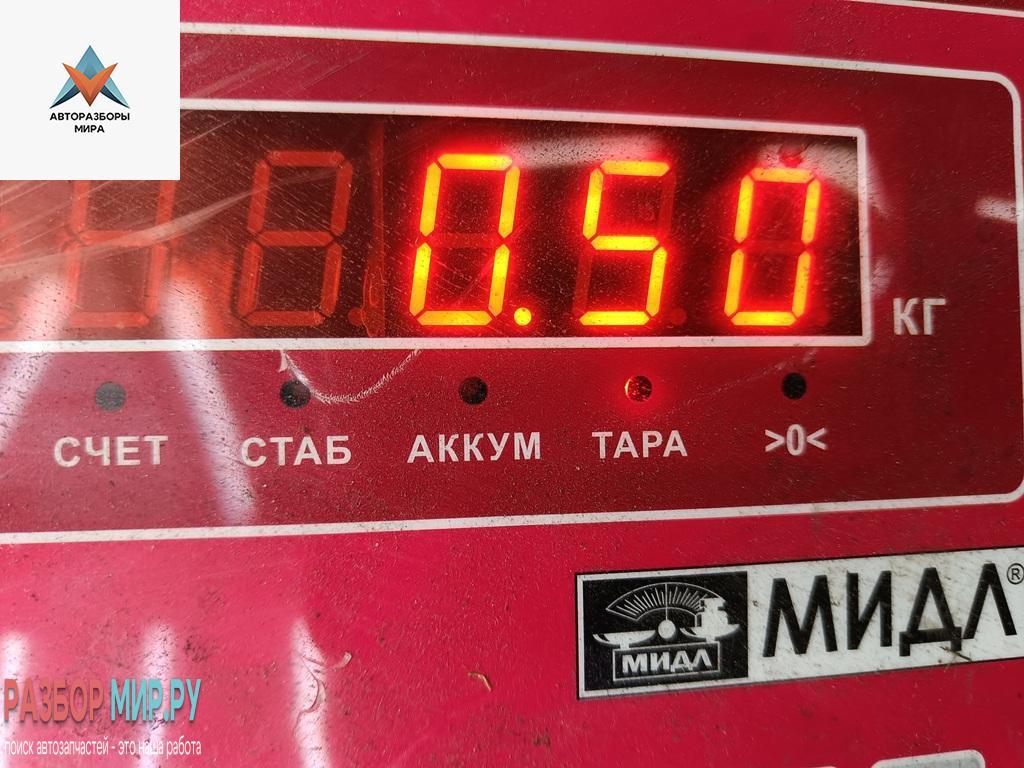 АВТОРАЗБОРЫ
МИРА
0.50
КГ
СЧЕТ СТАБ АККУМ ТАРА >0<
МИДЛ®
МИДЛ
РАЗБОР МИР.РУ
поиск автозапчастей - это наша работа